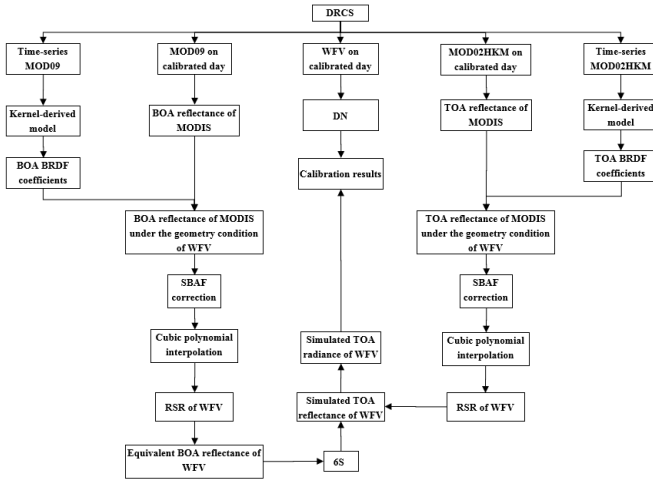 DRCS
Time-series
MOD09
MOD09 on
calibrated day
WFV on
calibrated day
MOD02HKM on
calibrated day
Time-series
MOD02HKM
Kernel-derived
model
BOA reflectance of
MODIS
DN
TOA reflectance of
MODIS
Kernel-derived
model
BOA BRDF
coefficients
Calibration results
TOA BRDF
coefficients
BOA reflectance of MODIS
under the geometry condition
of WFV
TOA reflectance of MODIS
under the geometry condition
of WFV
SBAF
correction
SBAF
correction
Cubic polynomial
interpolation
Simulated TOA
radiance of WFV
Cubic polynomial
interpolation
RSR of WFV
Simulated TOA
reflectance of WFV
RSR of WFV
Equivalent BOA reflectance of
WFV
6S